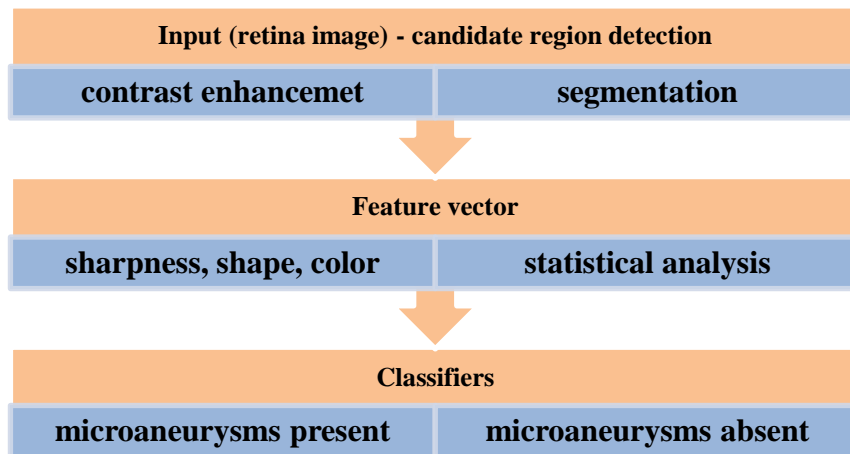 Input (retina image) - candidate region detection
contrast enhancemet
segmentation
Feature vector
sharpness, shape, color
statistical analysis
Classifiers
microaneurysms present
microaneurysms absent